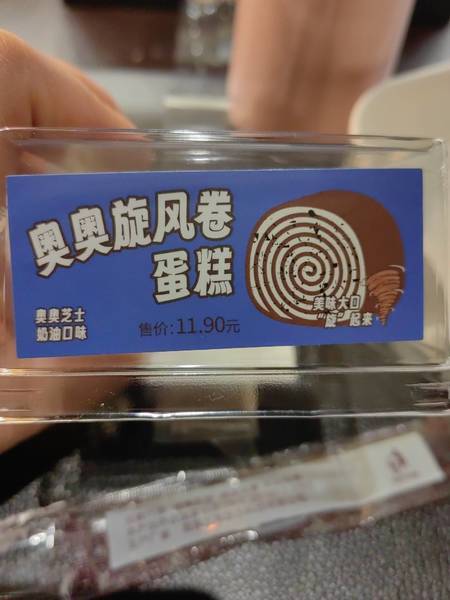 奥奥旋风卷
蛋糕
奥奥芝士
奶油口味
售价:11.90元
美味大口
"旋"起来